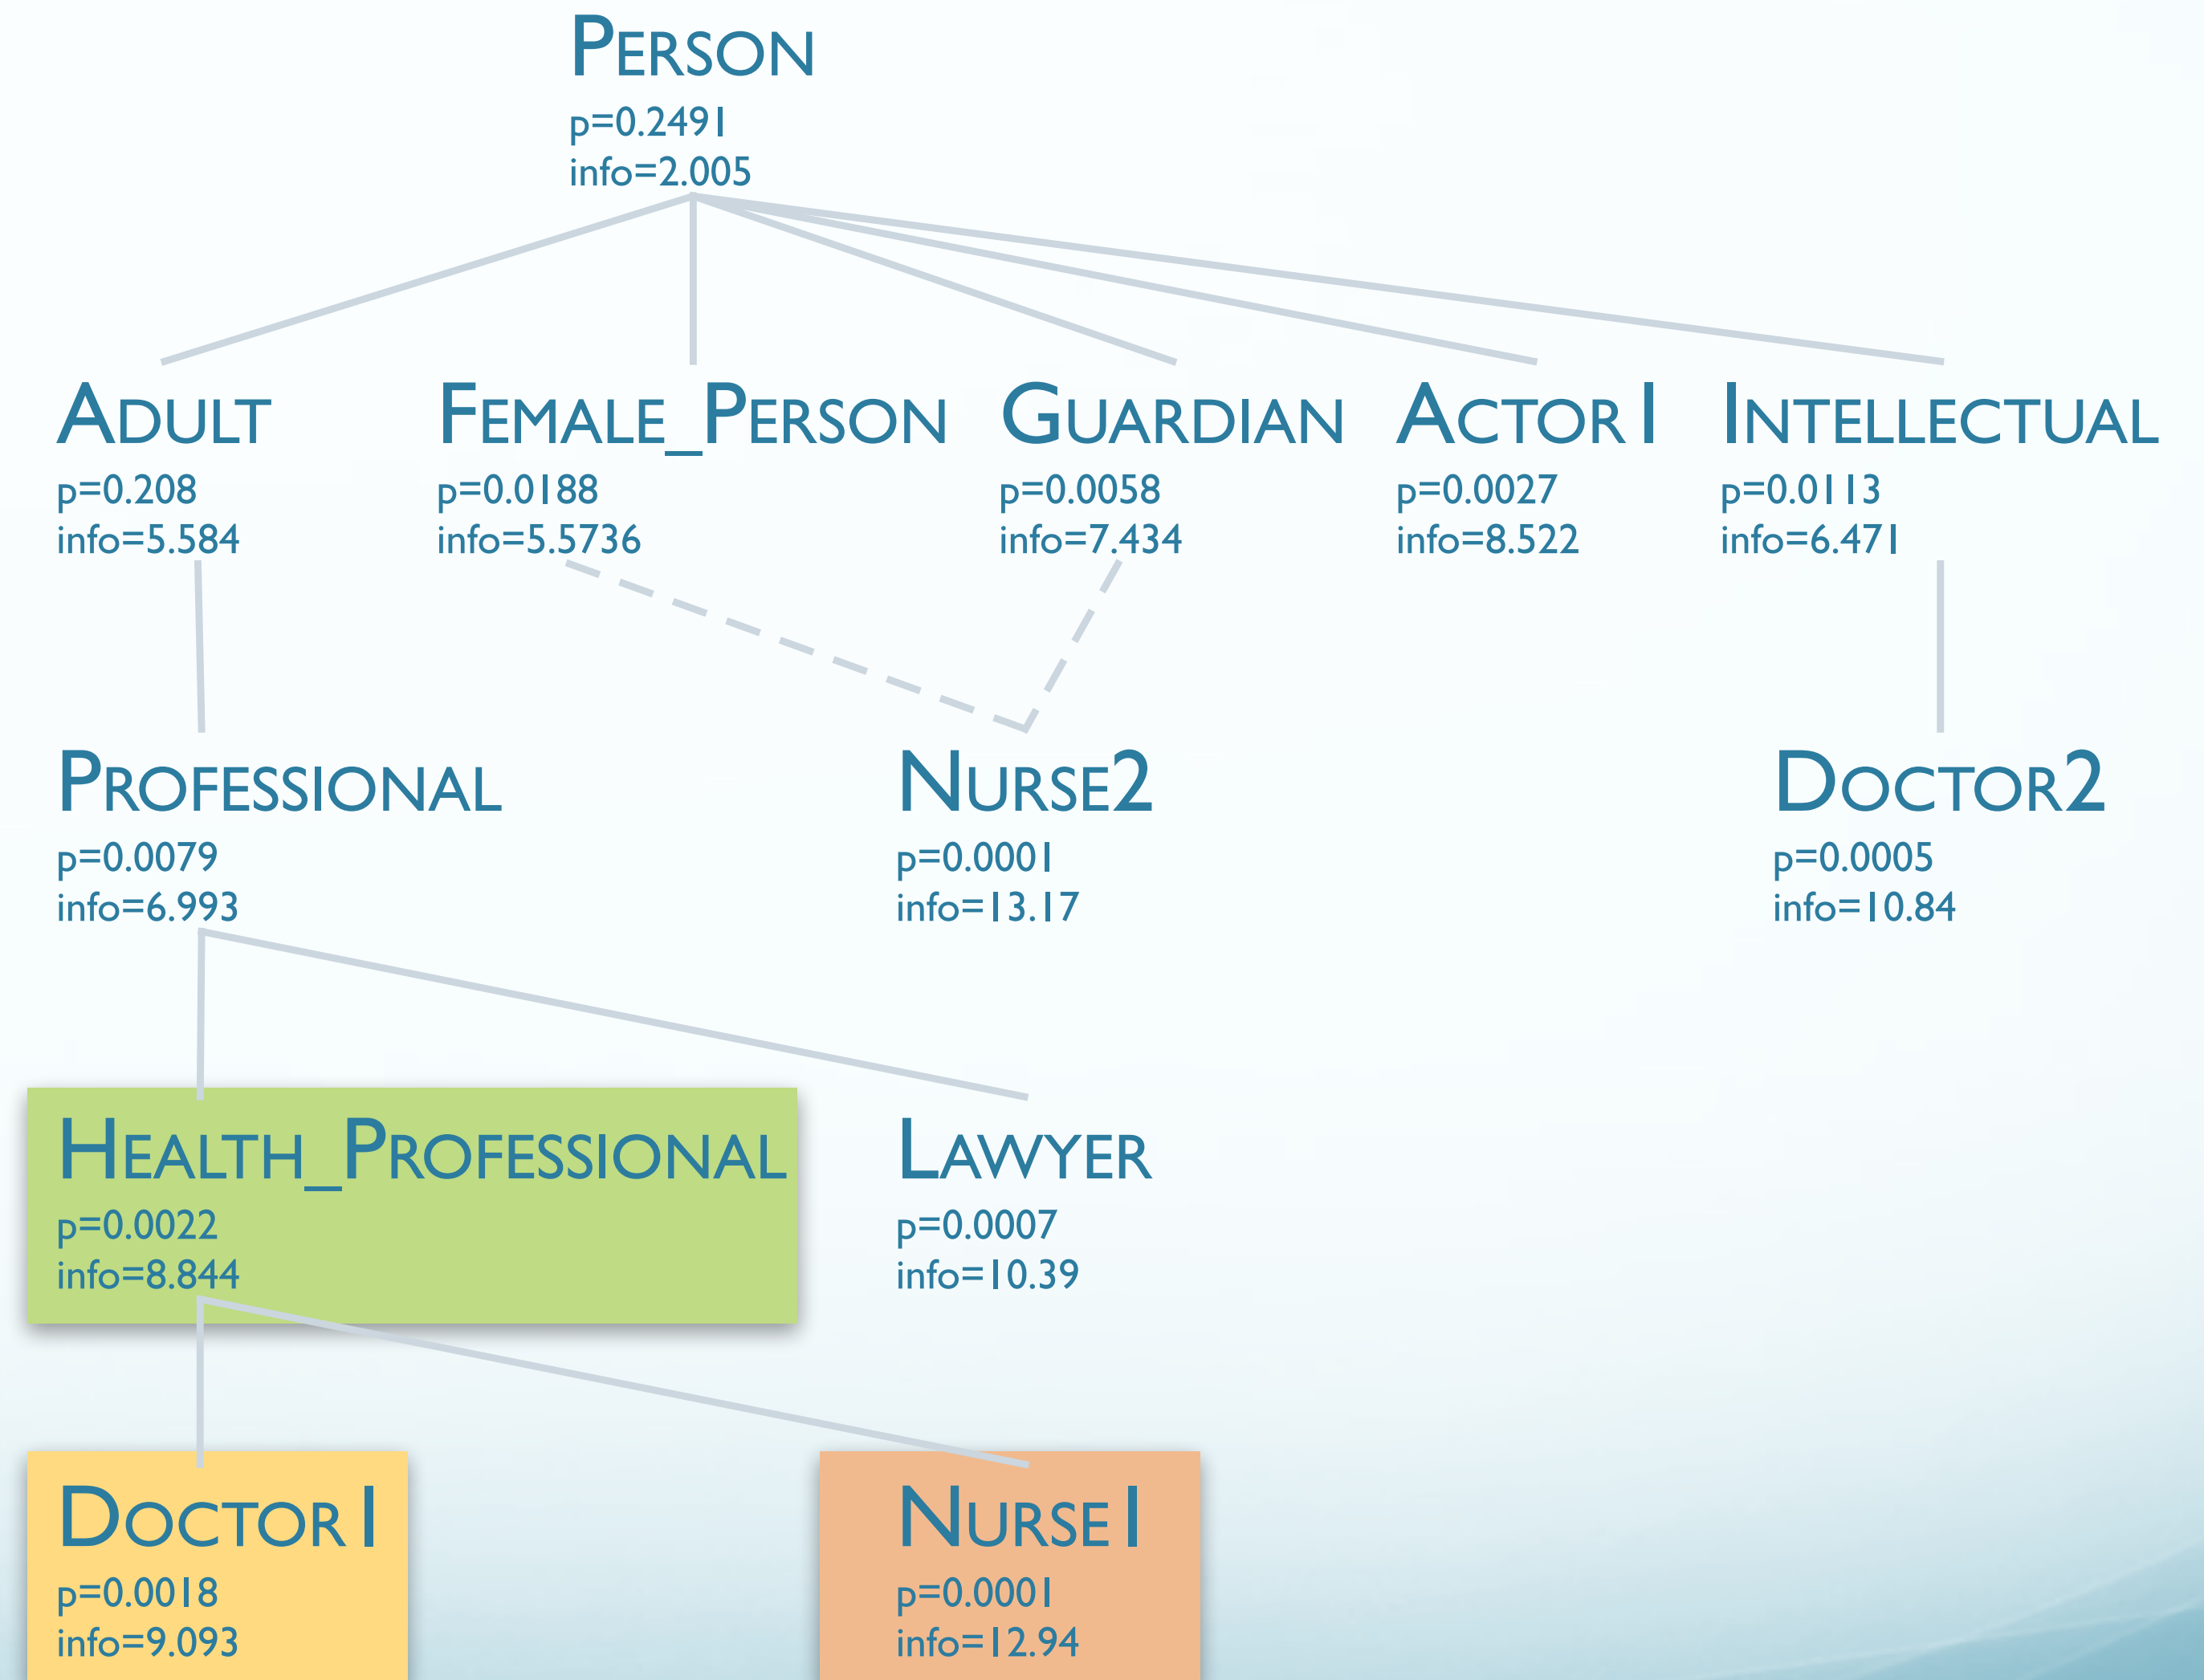 PERSON
p=0.2491
info=2.005
ADULT
p=0.208
info=5.584
FEMALE_PERSON
p=0.0188
info=5.5736
GUARDIAN
p=0.0058
info=7.434
ACTOR1
p=0.0027
info=8.522
INTELLECTUAL
p=0.0113
info=6.471
PROFESSIONAL
p=0.0079
info=6.993
NURSE2
p=0.0001
info=13.17
DOCTOR2
p=0.0005
info=10.84
HEALTH_PROFESSIONAL
p=0.0022
info=8.844
LAWYER
p=0.0007
info=10.39
DOCTOR1
p=0.0018
info=9.093
NURSE1
p=0.0001
info=12.94